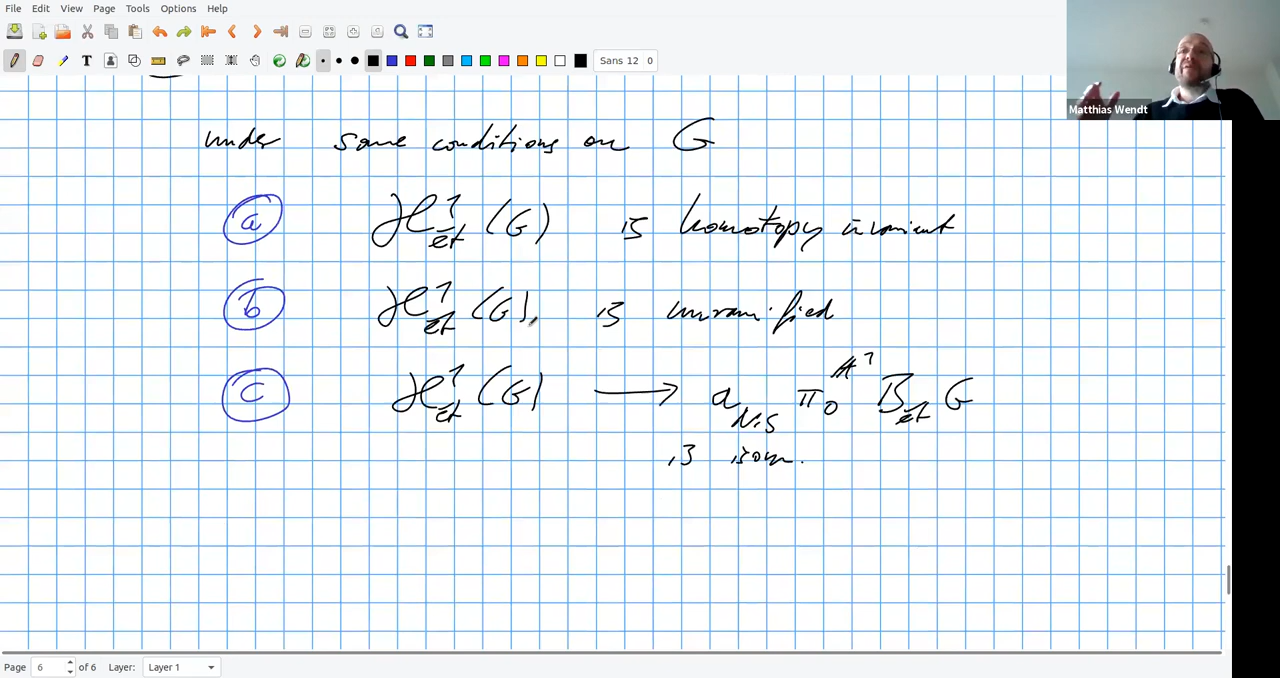 File Edit View Page Tools Options Help
Sans 12 0
Matthias Wendt
under some conditions on G
(a) ℋ¹ₑₜ(G) is homotopy invariant
(b) ℋ¹ₑₜ(G) is unramified
(c) ℋ¹ₑₜ(G) ⟶ a_Nis π₀^𝔸¹ B_ét G
is isom.
Page 6 of 6 Layer: Layer 1